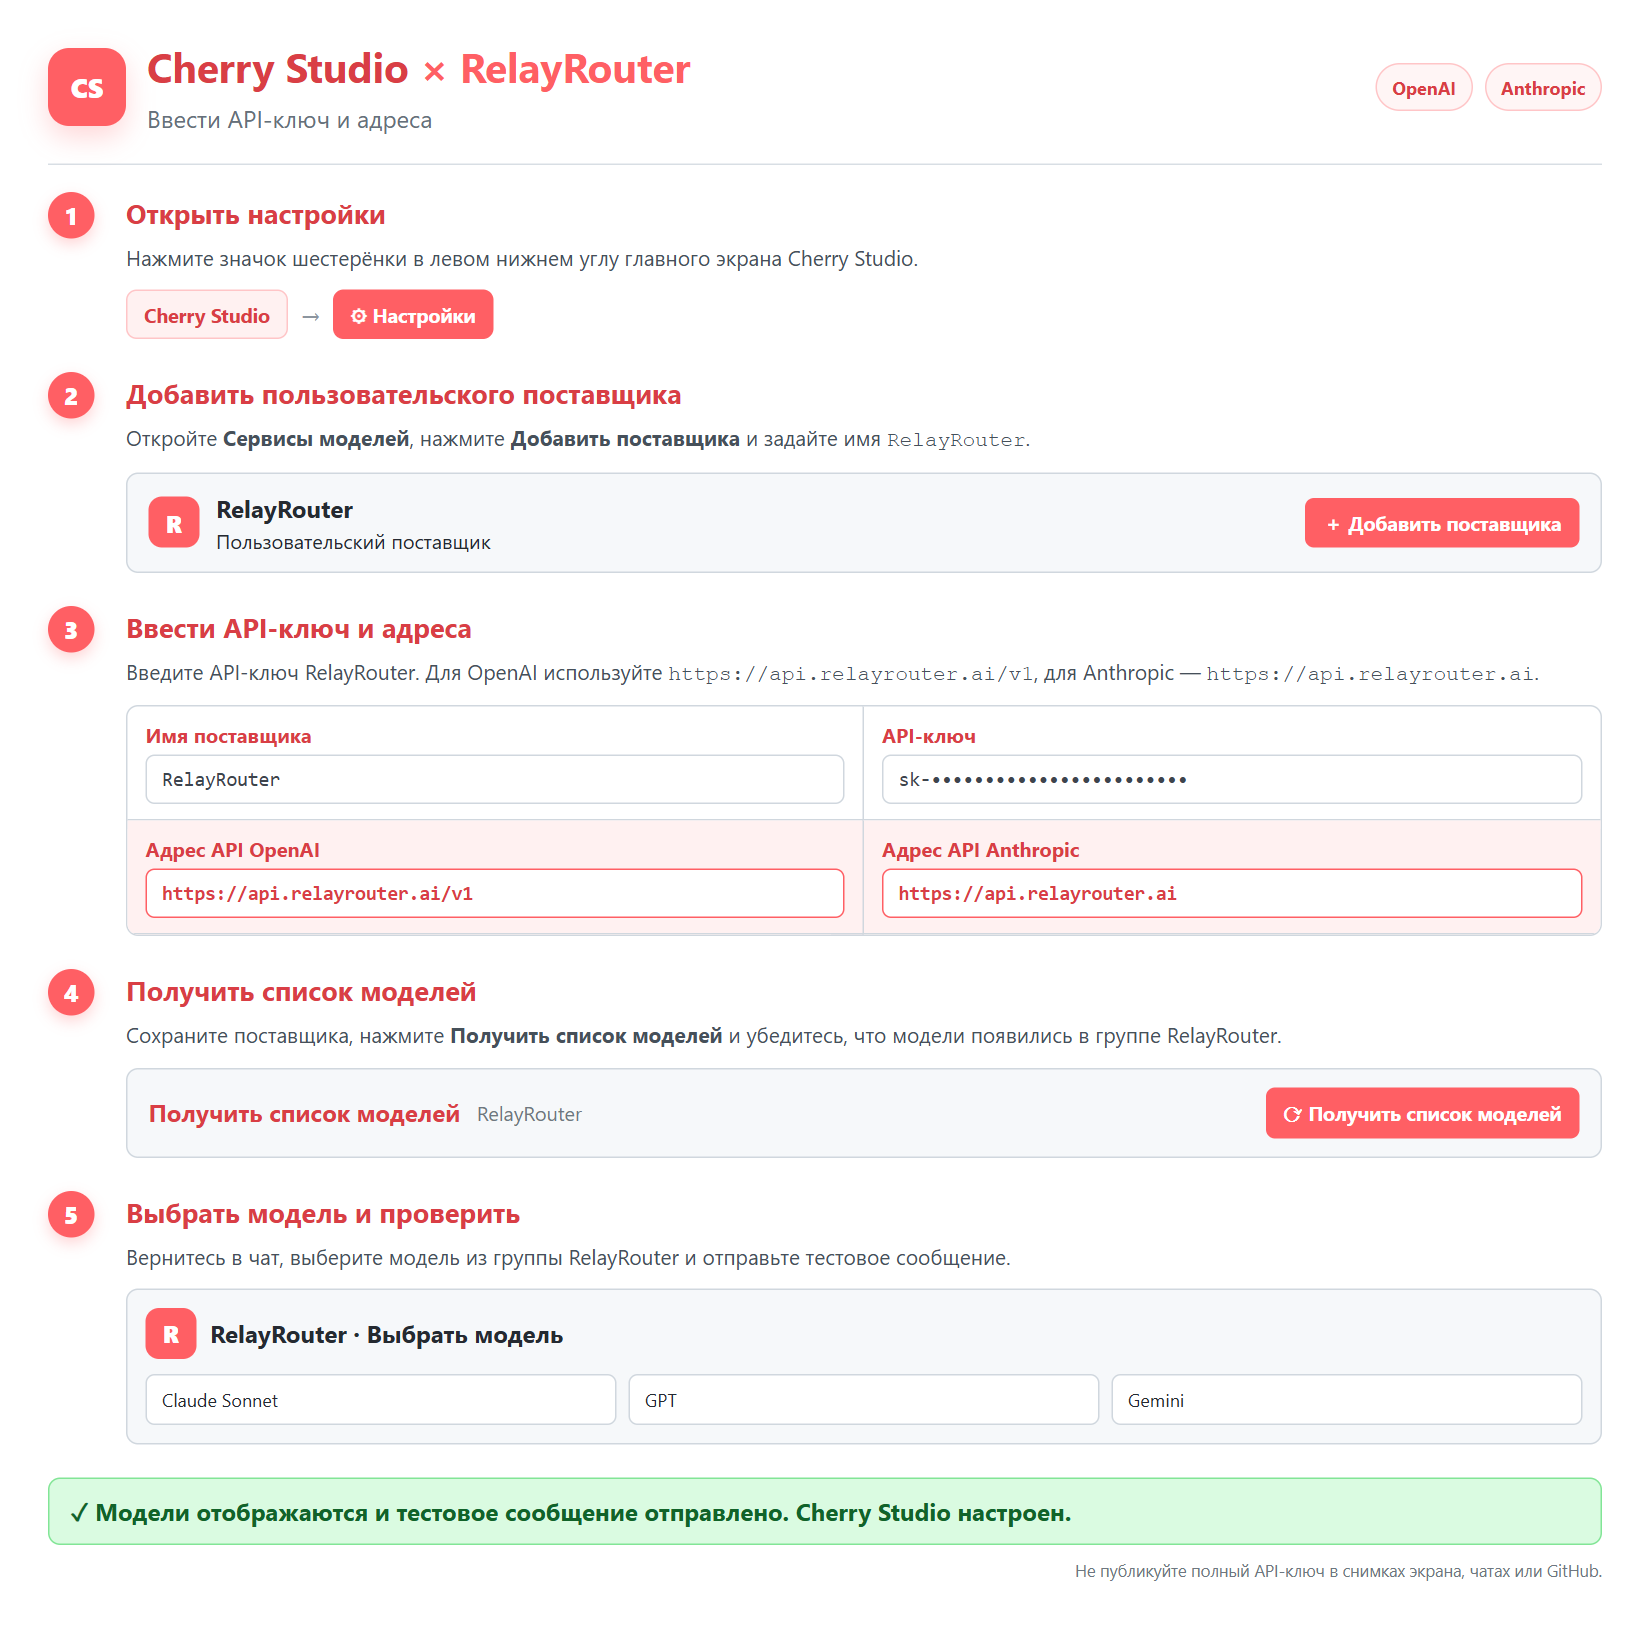 CS
Cherry Studio × RelayRouter
Ввести API-ключ и адреса
OpenAI
Anthropic
1
Открыть настройки
Нажмите значок шестерёнки в левом нижнем углу главного экрана Cherry Studio.
Cherry Studio → ⚙ Настройки
2
Добавить пользовательского поставщика
Откройте Сервисы моделей, нажмите Добавить поставщика и задайте имя RelayRouter.
R
RelayRouter
Пользовательский поставщик
+ Добавить поставщика
3
Ввести API-ключ и адреса
Введите API-ключ RelayRouter. Для OpenAI используйте https://api.relayrouter.ai/v1, для Anthropic — https://api.relayrouter.ai.
Имя поставщика
RelayRouter
API-ключ
sk-••••••••••••••••••••••••
Адрес API OpenAI
https://api.relayrouter.ai/v1
Адрес API Anthropic
https://api.relayrouter.ai
4
Получить список моделей
Сохраните поставщика, нажмите Получить список моделей и убедитесь, что модели появились в группе RelayRouter.
Получить список моделей RelayRouter
⟳ Получить список моделей
5
Выбрать модель и проверить
Вернитесь в чат, выберите модель из группы RelayRouter и отправьте тестовое сообщение.
R
RelayRouter · Выбрать модель
Claude Sonnet
GPT
Gemini
✓ Модели отображаются и тестовое сообщение отправлено. Cherry Studio настроен.
Не публикуйте полный API-ключ в снимках экрана, чатах или GitHub.